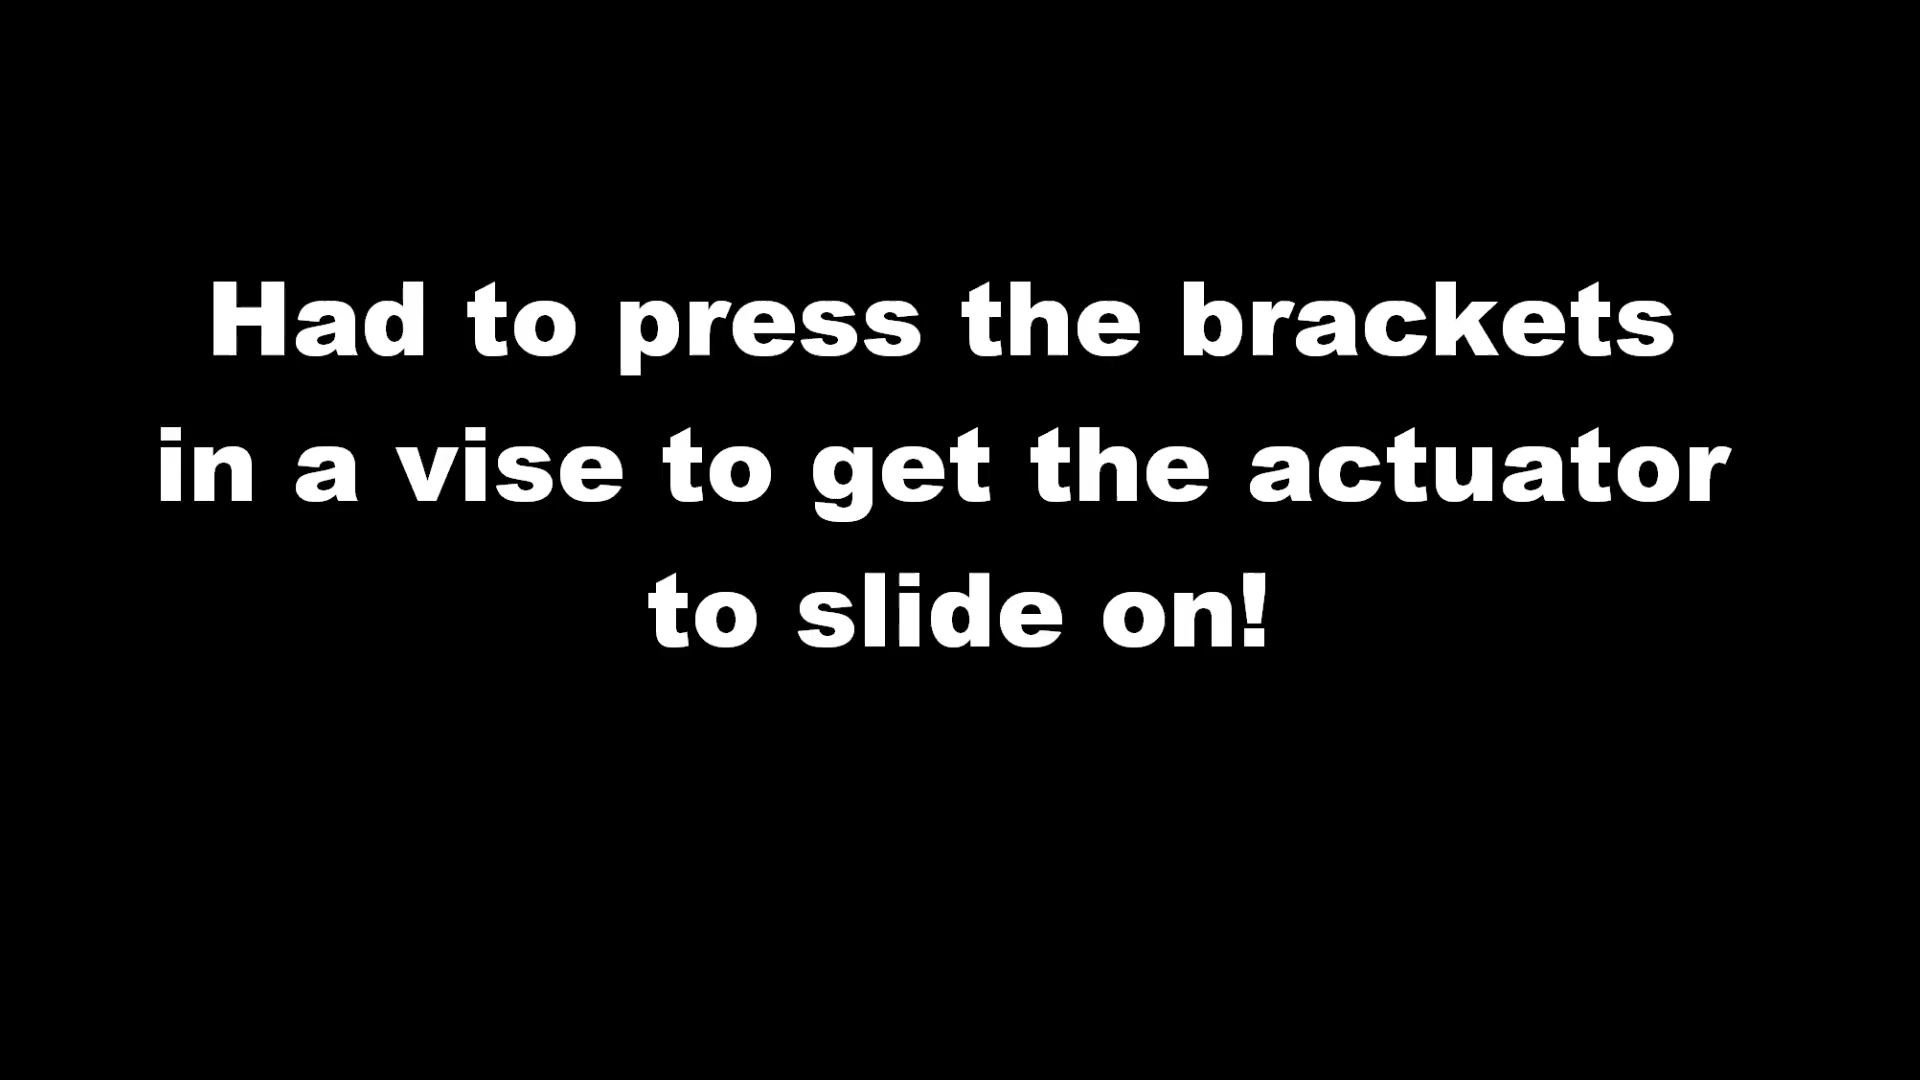 Had to press the brackets
in a vise to get the actuator
to slide on!